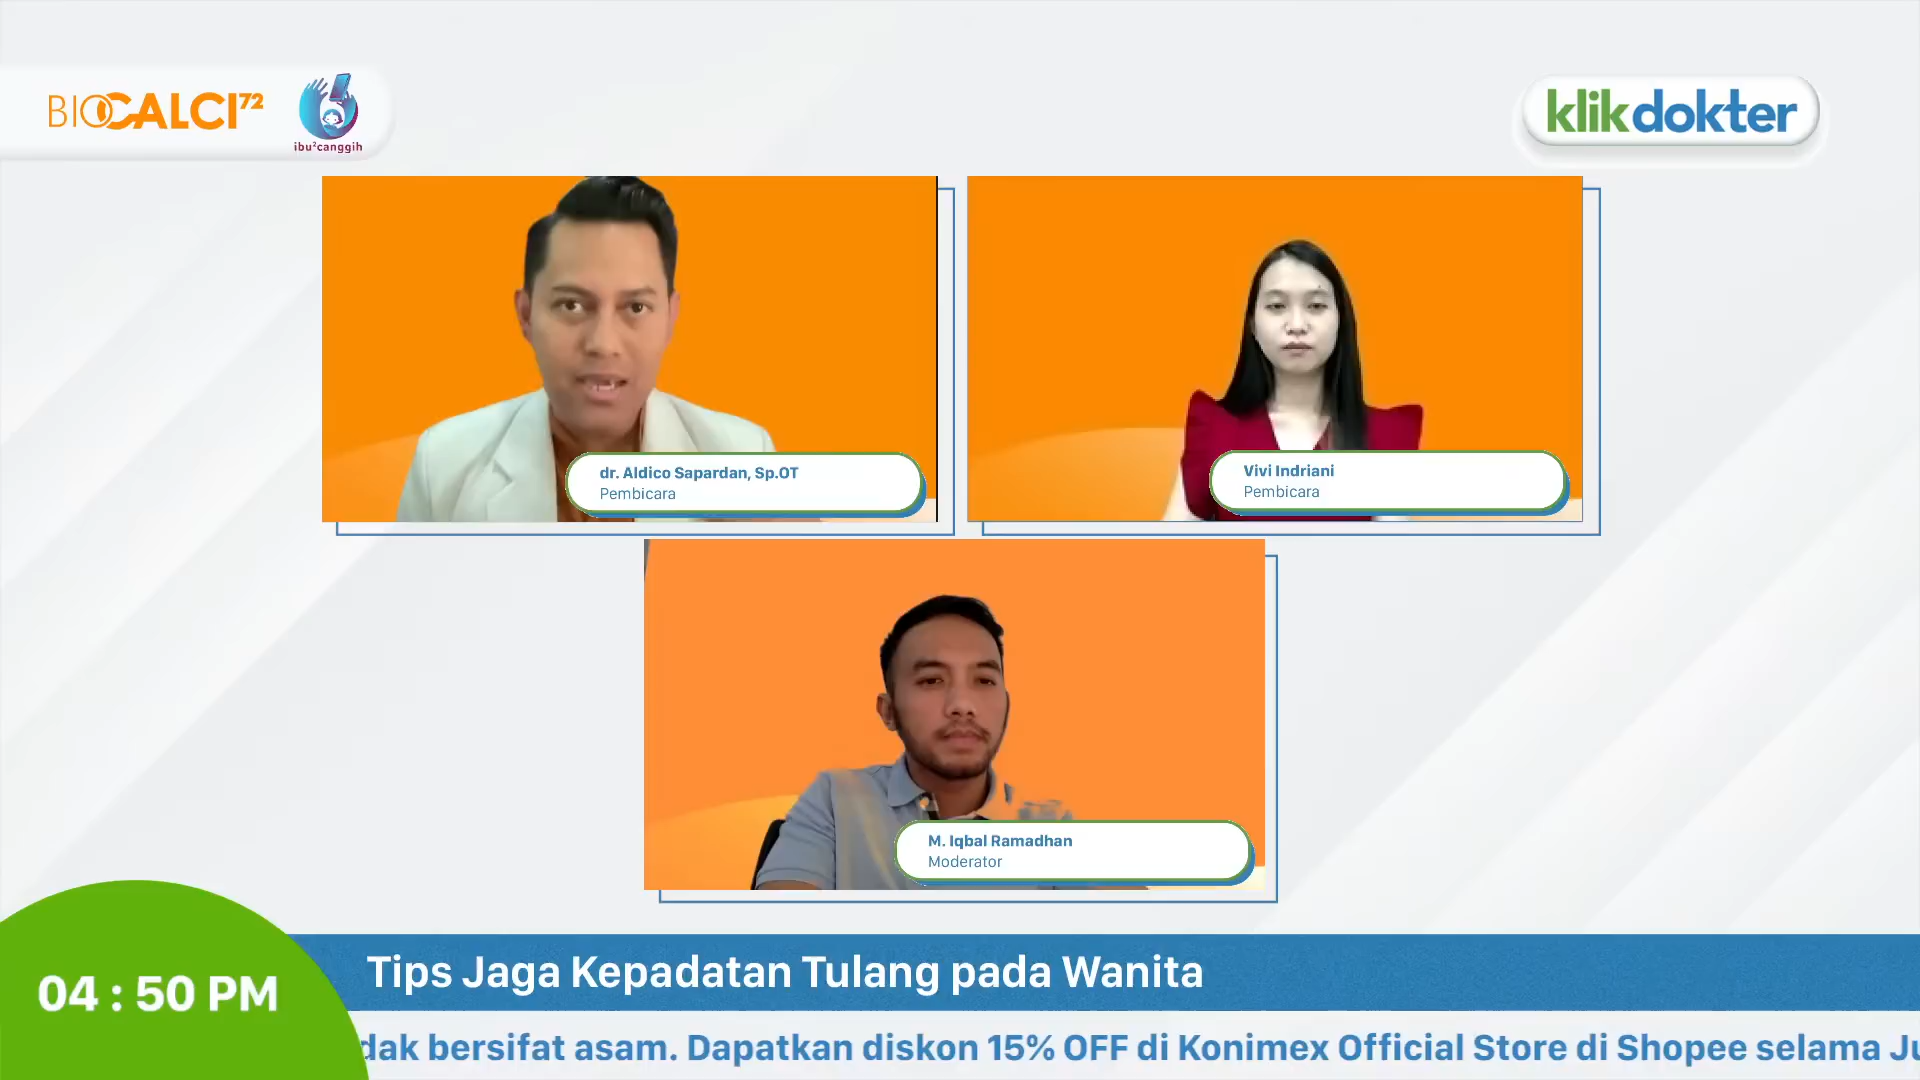 BIOCALCI72
ibu²canggih
klikdokter
dr. Aldico Sapardan, Sp.OT
Pembicara
Vivi Indriani
Pembicara
M. Iqbal Ramadhan
Moderator
Tips Jaga Kepadatan Tulang pada Wanita
04 : 50 PM
dak bersifat asam. Dapatkan diskon 15% OFF di Konimex Official Store di Shopee selama Ju